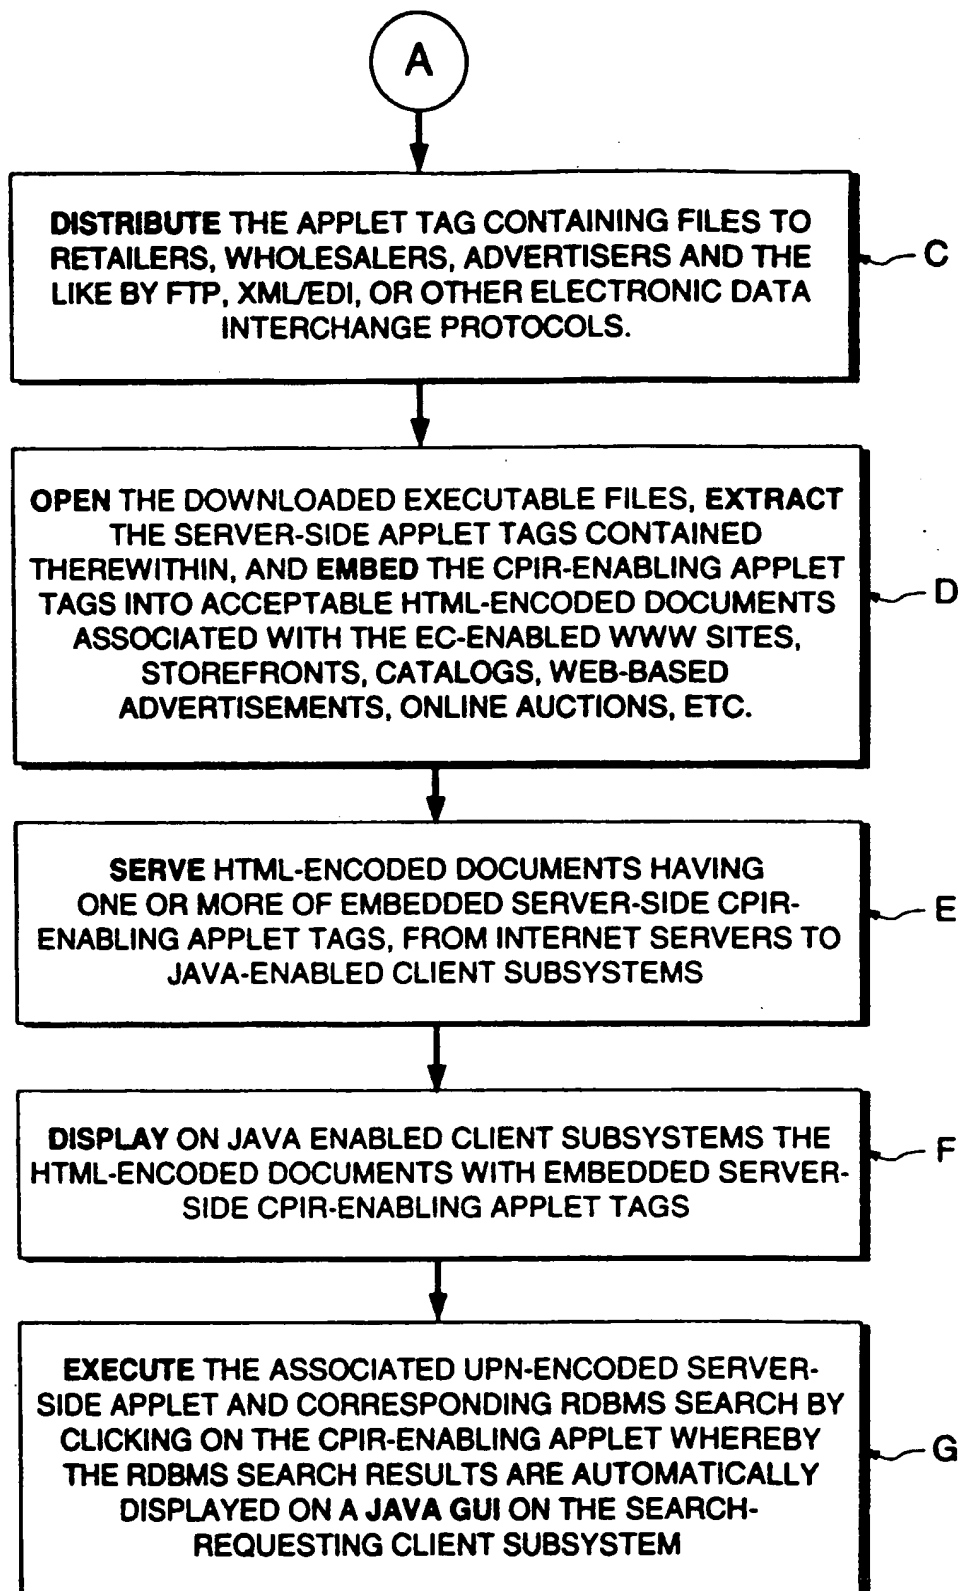 A
DISTRIBUTE THE APPLET TAG CONTAINING FILES TO
RETAILERS, WHOLESALERS, ADVERTISERS AND THE
LIKE BY FTP, XML/EDI, OR OTHER ELECTRONIC DATA
INTERCHANGE PROTOCOLS.
C
OPEN THE DOWNLOADED EXECUTABLE FILES, EXTRACT
THE SERVER-SIDE APPLET TAGS CONTAINED
THEREWITHIN, AND EMBED THE CPIR-ENABLING APPLET
TAGS INTO ACCEPTABLE HTML-ENCODED DOCUMENTS
ASSOCIATED WITH THE EC-ENABLED WWW SITES,
STOREFRONTS, CATALOGS, WEB-BASED
ADVERTISEMENTS, ONLINE AUCTIONS, ETC.
D
SERVE HTML-ENCODED DOCUMENTS HAVING
ONE OR MORE OF EMBEDDED SERVER-SIDE CPIR-
ENABLING APPLET TAGS, FROM INTERNET SERVERS TO
JAVA-ENABLED CLIENT SUBSYSTEMS
E
DISPLAY ON JAVA ENABLED CLIENT SUBSYSTEMS THE
HTML-ENCODED DOCUMENTS WITH EMBEDDED SERVER-
SIDE CPIR-ENABLING APPLET TAGS
F
EXECUTE THE ASSOCIATED UPN-ENCODED SERVER-
SIDE APPLET AND CORRESPONDING RDBMS SEARCH BY
CLICKING ON THE CPIR-ENABLING APPLET WHEREBY
THE RDBMS SEARCH RESULTS ARE AUTOMATICALLY
DISPLAYED ON A JAVA GUI ON THE SEARCH-
REQUESTING CLIENT SUBSYSTEM
G